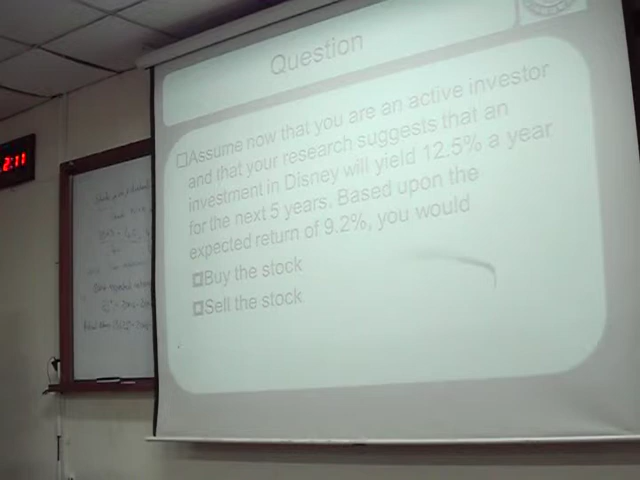 Question
Assume now that you are an active investor
and that your research suggests that an
investment in Disney will yield 12.5% a year
for the next 5 years. Based upon the
expected return of 9.2%, you would
Buy the stock
Sell the stock
2:11